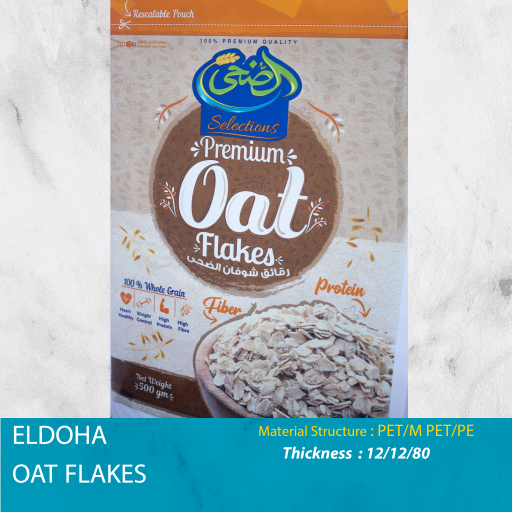 Resealable Pouch
100% PREMIUM QUALITY
الضحى
Selections
Premium
Oat
Flakes
رقائق شوفان الضحى
100 % Whole Grain
Heart Healthy
Weight Control
High Protein
High Fibre
Fiber
Protein
Net Weight
500 gm
ELDOHA
OAT FLAKES
Material Structure : PET/M PET/PE
Thickness : 12/12/80